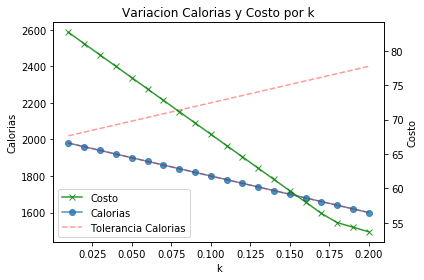 Variacion Calorias y Costo por k
2600
2400
2200
2000
1800
1600
Calorias
80
75
70
65
60
55
Costo
Costo
Calorias
Tolerancia Calorias
0.025 0.050 0.075 0.100 0.125 0.150 0.175 0.200
k